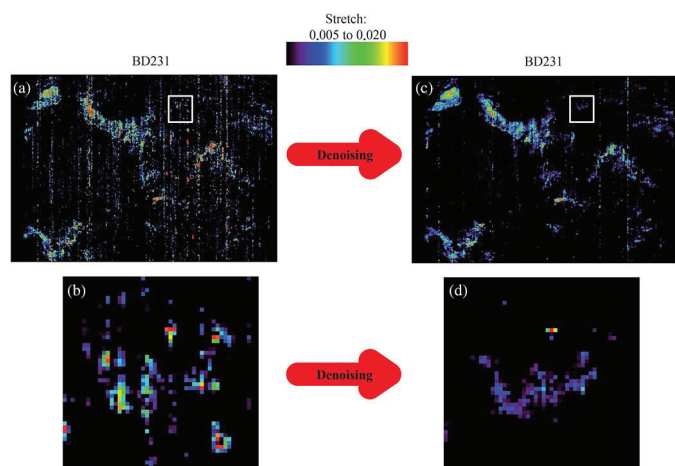 Stretch:
0.005 to 0.020
BD231
BD231
(a)
(c)
Denoising
(b)
(d)
Denoising